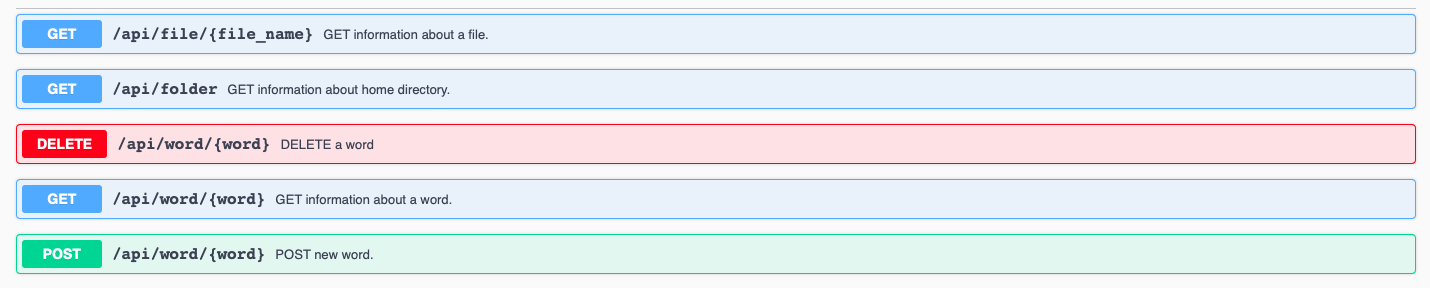 GET /api/file/{file_name} GET information about a file.
GET /api/folder GET information about home directory.
DELETE /api/word/{word} DELETE a word
GET /api/word/{word} GET information about a word.
POST /api/word/{word} POST new word.